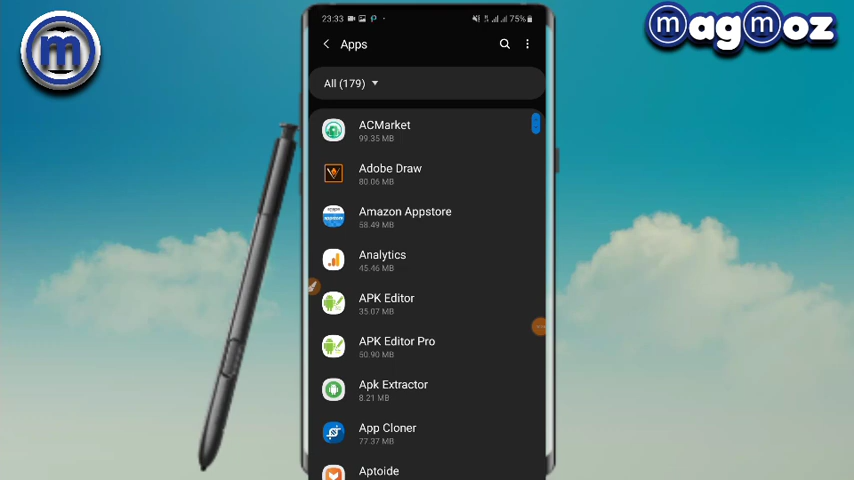 m
magmoz
23:33
75%
Apps
All (179)
ACMarket
99.35 MB
Adobe Draw
80.06 MB
Amazon Appstore
58.49 MB
Analytics
45.46 MB
APK Editor
35.07 MB
APK Editor Pro
50.90 MB
Apk Extractor
8.21 MB
App Cloner
77.37 MB
Aptoide